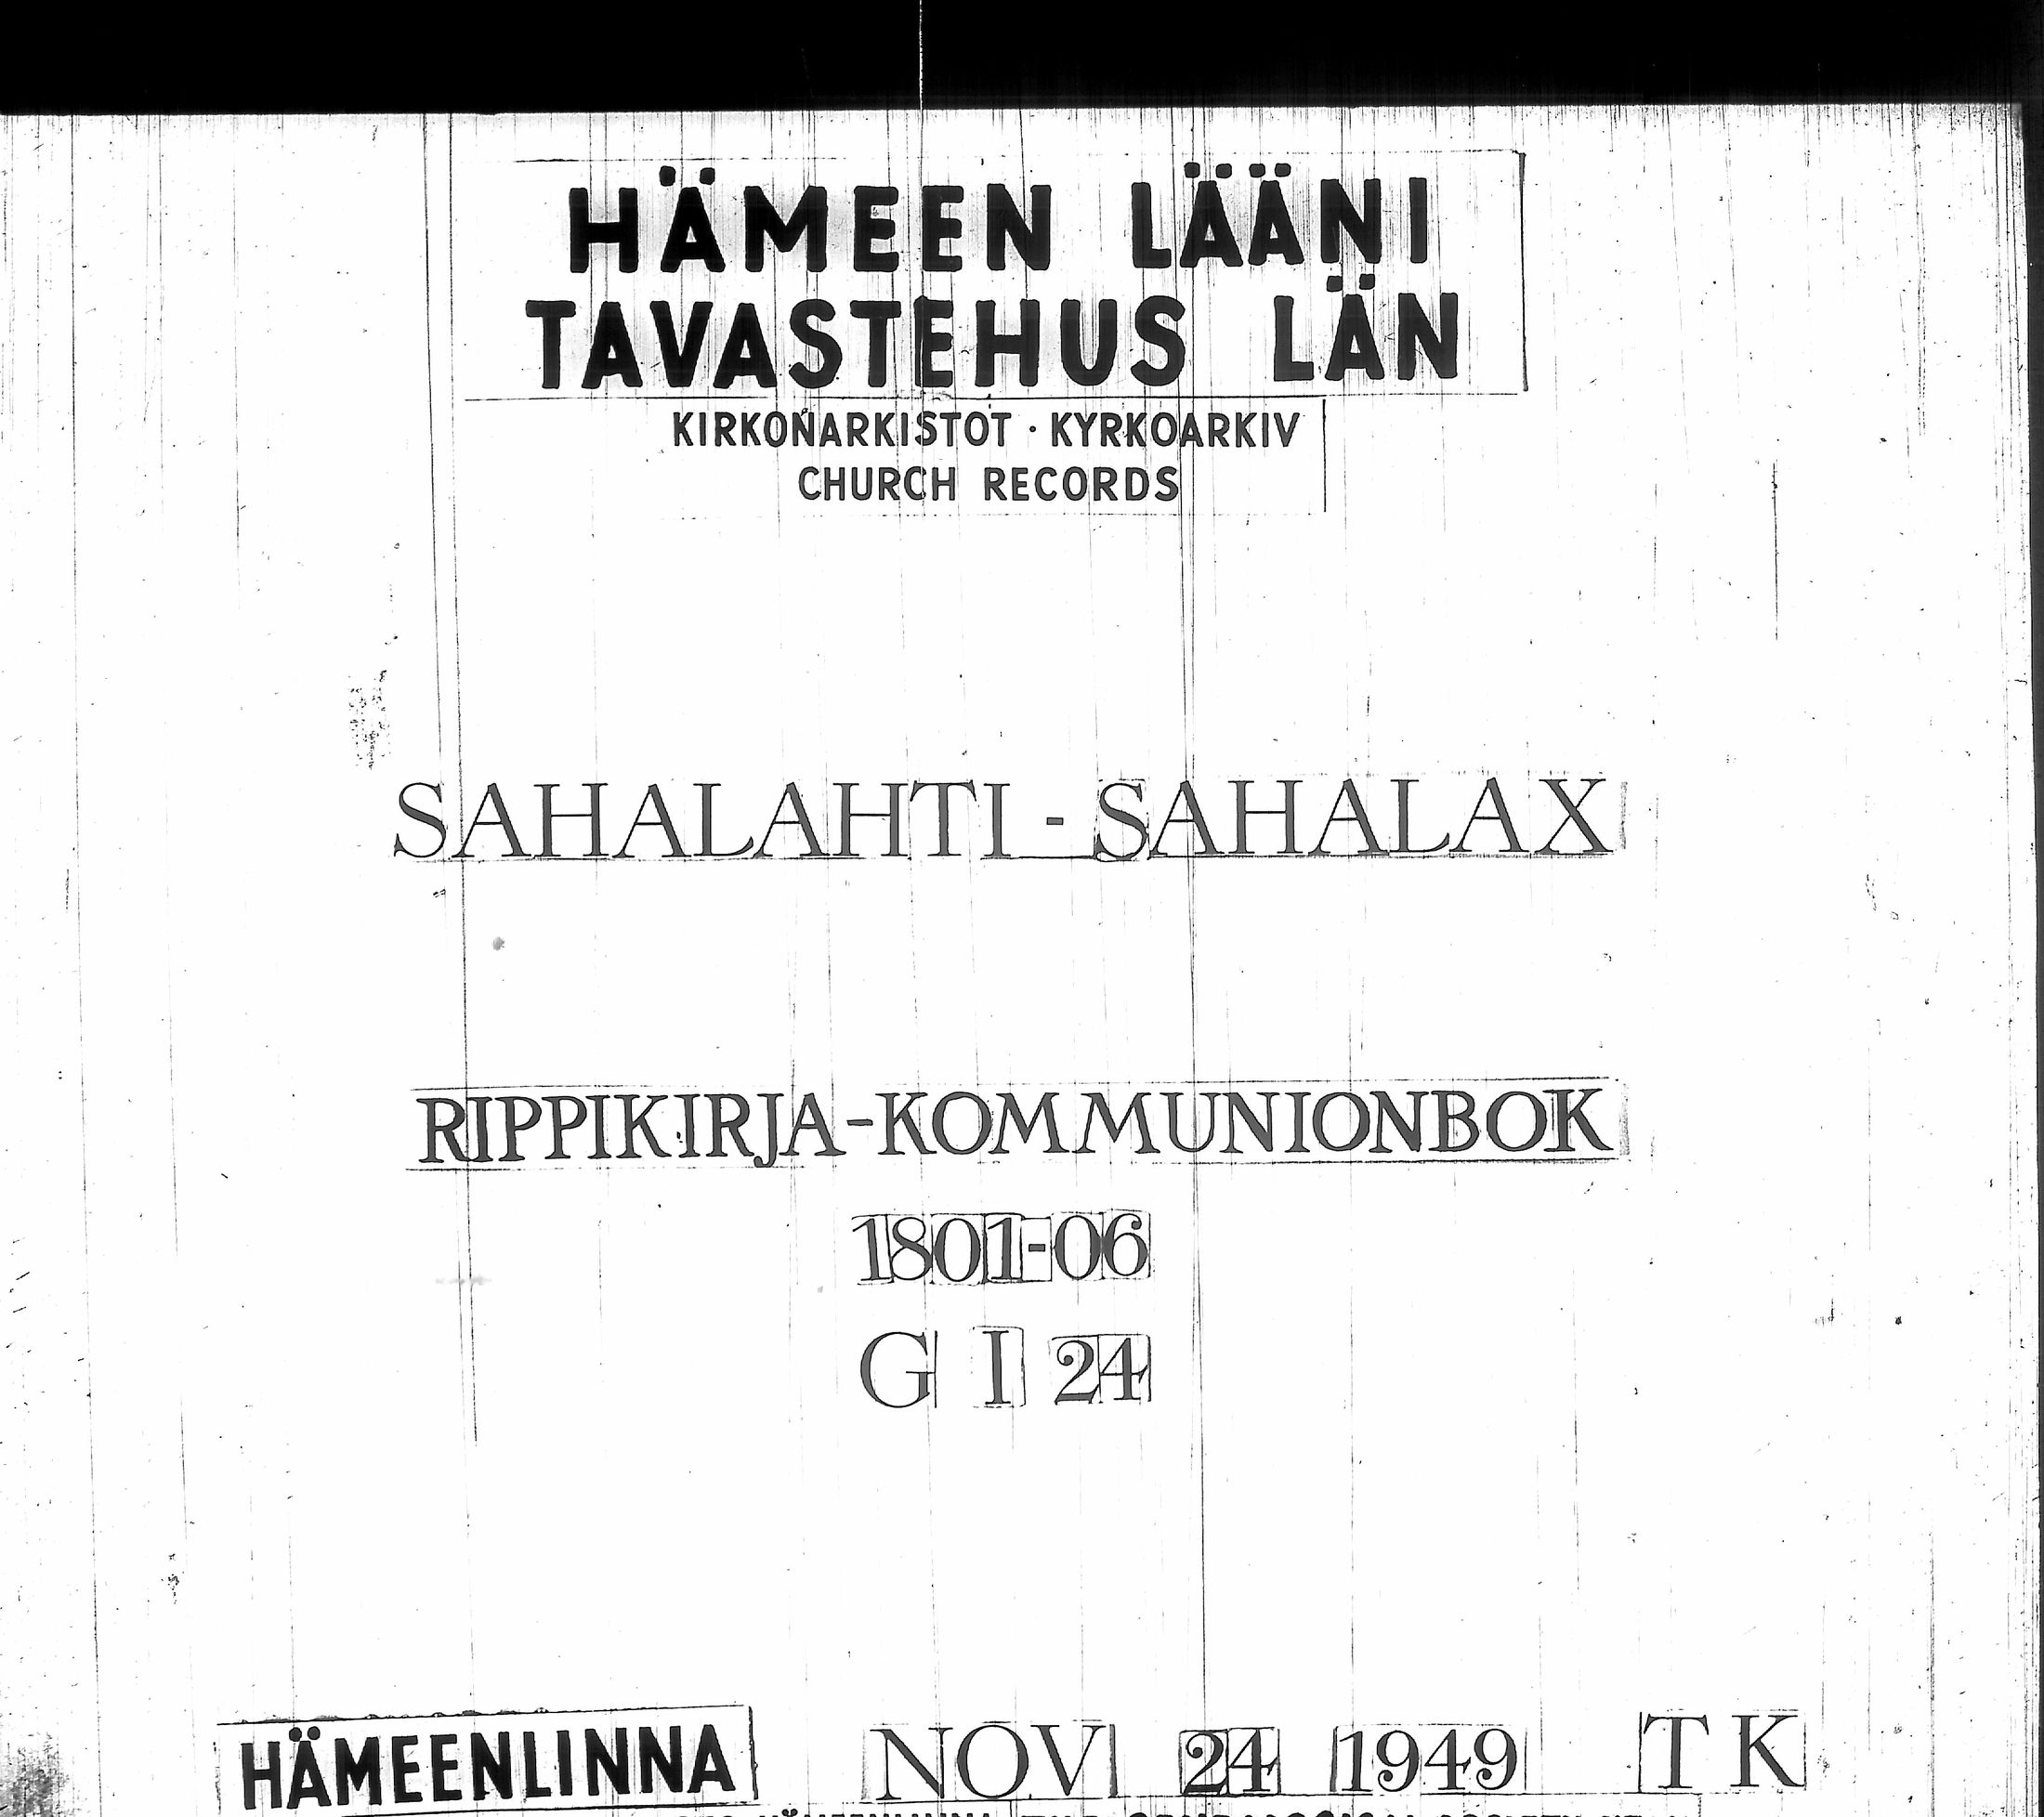 HÄMEEN LÄÄNI
TAVASTEHUS LÄN
KIRKONARKISTOT · KYRKOARKIV
CHURCH RECORDS
SAHALAHTI - SAHALAX
RIPPIKIRJA-KOMMUNIONBOK
1801-06
G I 24
HÄMEENLINNA NOV 24 1949 T K